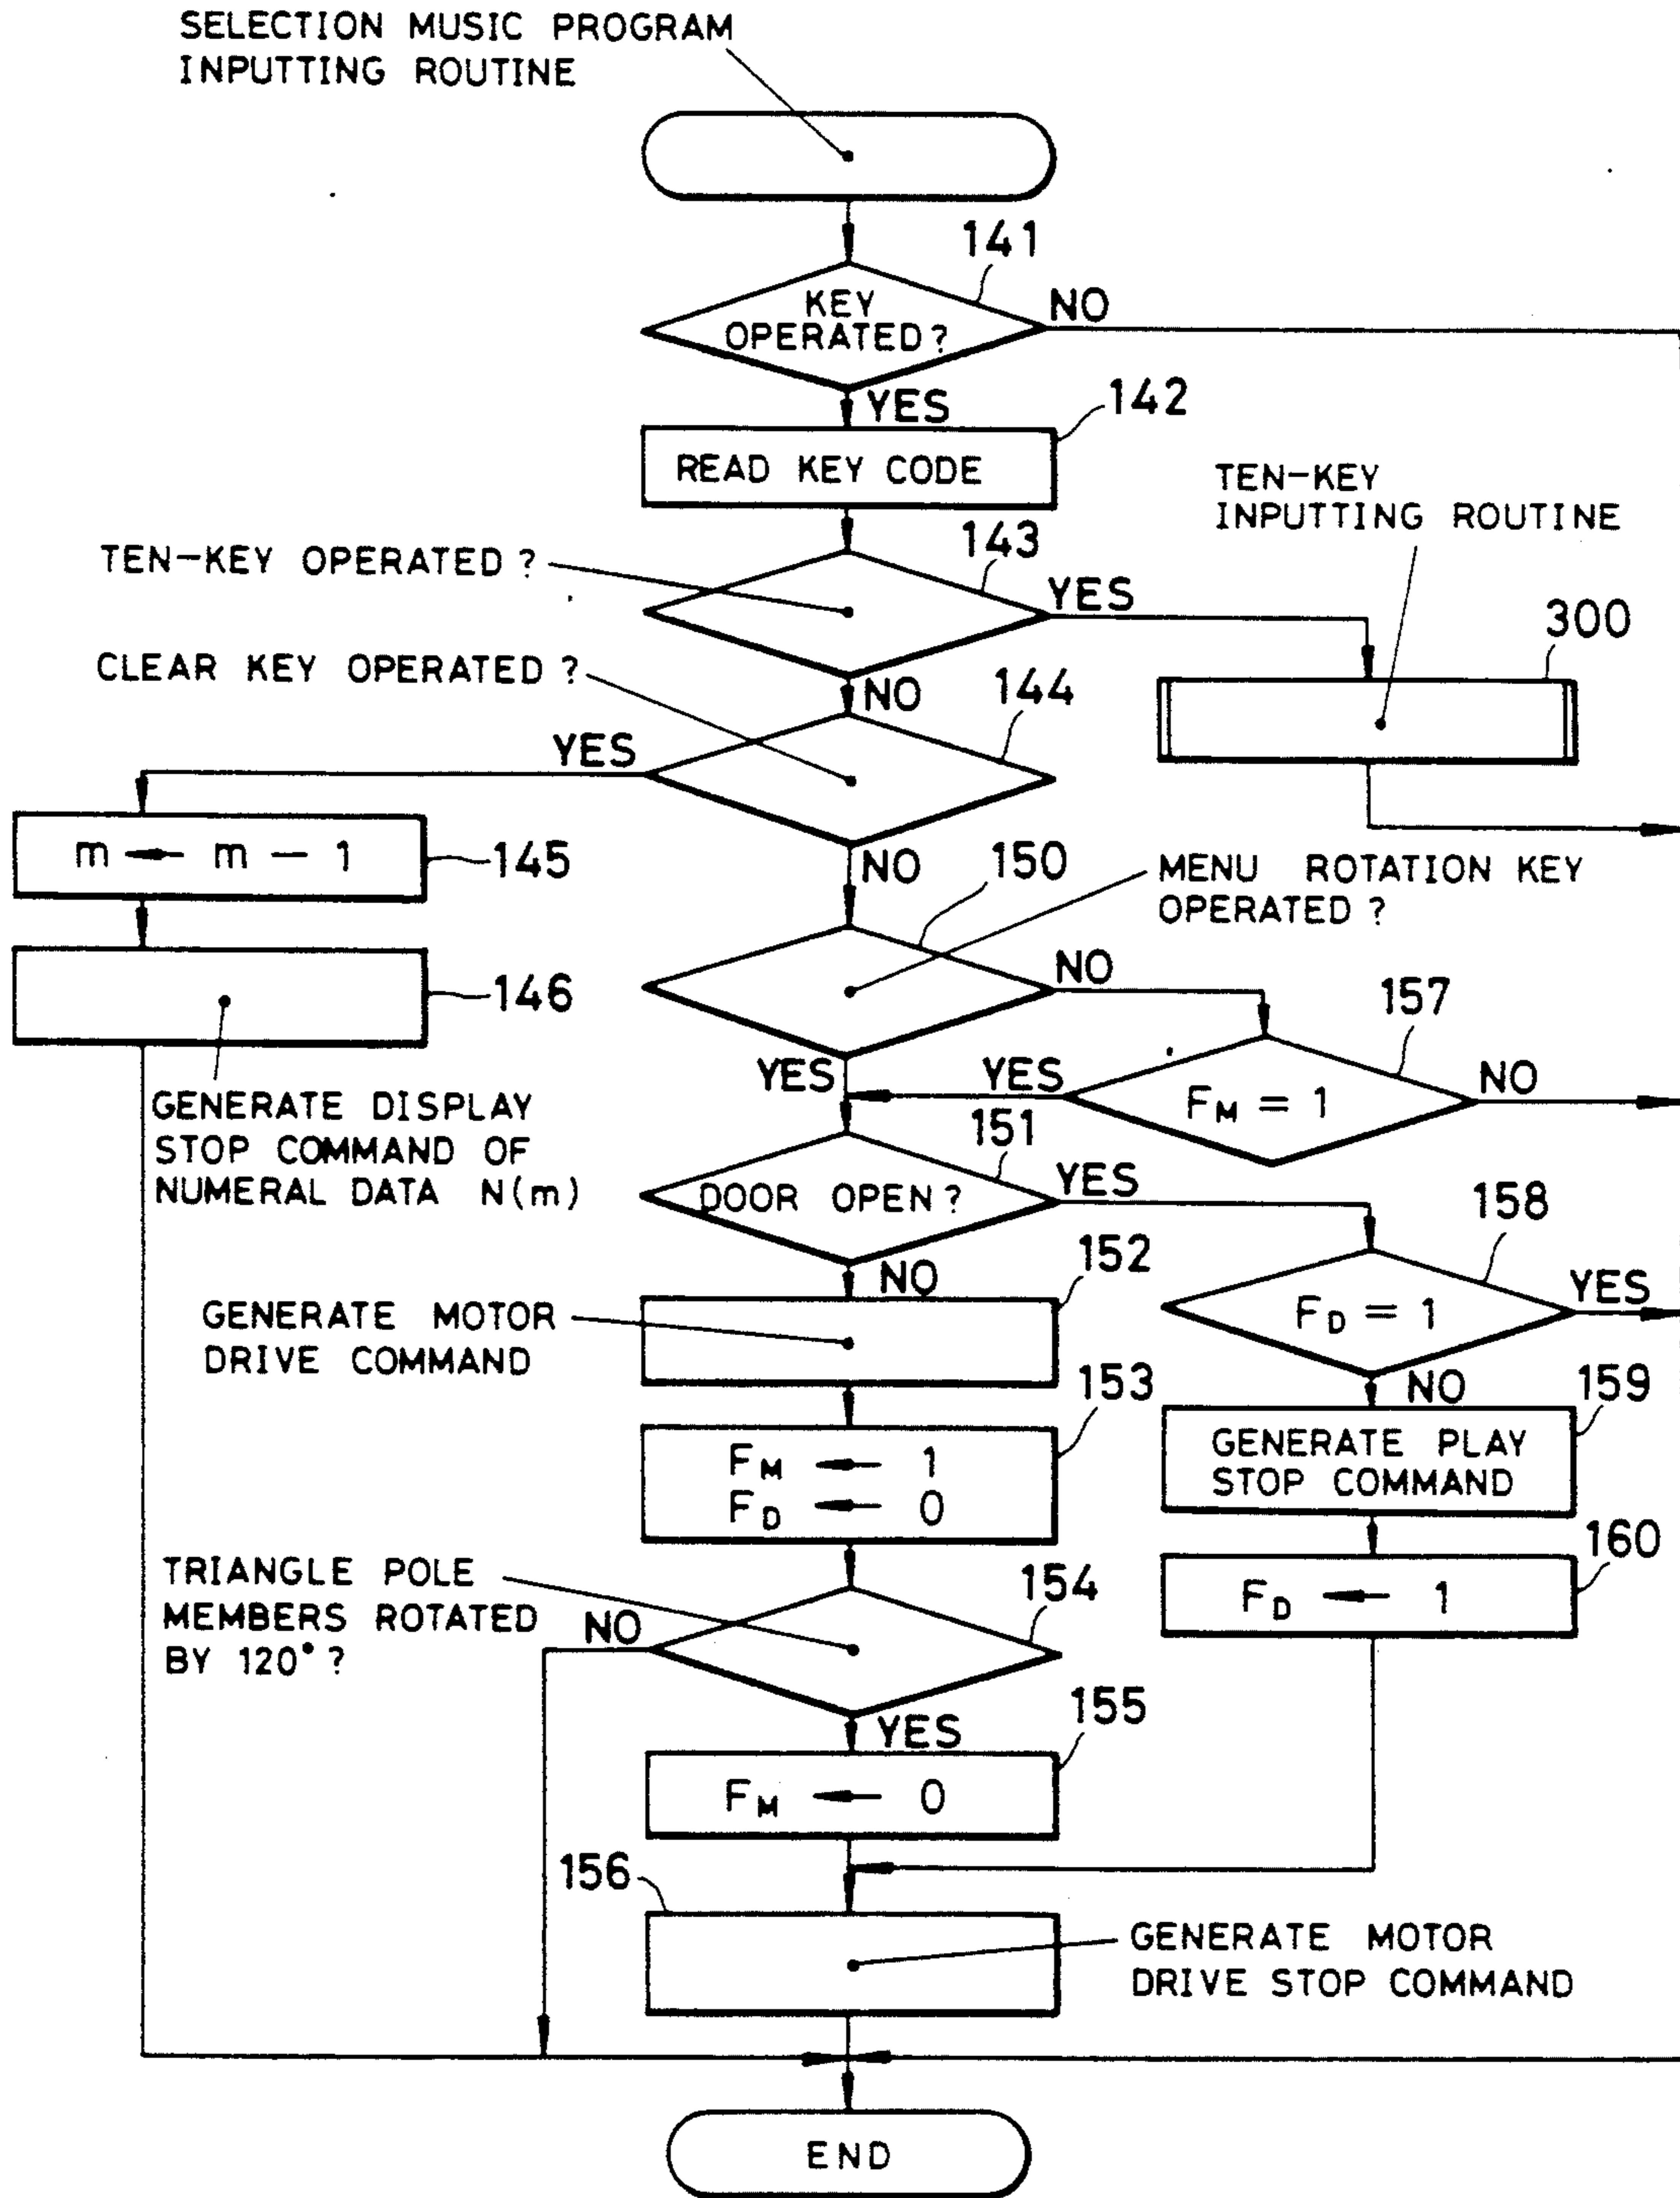 SELECTION MUSIC PROGRAM
INPUTTING ROUTINE
141
KEY
OPERATED?
NO
YES
142
READ KEY CODE
TEN-KEY
INPUTTING ROUTINE
TEN-KEY OPERATED?
143
YES
300
CLEAR KEY OPERATED?
NO
144
YES
m ← m - 1
145
NO
150
MENU ROTATION KEY
OPERATED?
146
NO
157
YES
YES
FM = 1
NO
GENERATE DISPLAY
STOP COMMAND OF
NUMERAL DATA N(m)
151
DOOR OPEN?
YES
158
NO
152
FD = 1
YES
GENERATE MOTOR
DRIVE COMMAND
153
NO
159
FM ← 1
FD ← 0
GENERATE PLAY
STOP COMMAND
160
TRIANGLE POLE
MEMBERS ROTATED
BY 120°?
154
NO
FD ← 1
YES
155
FM ← 0
156
GENERATE MOTOR
DRIVE STOP COMMAND
END